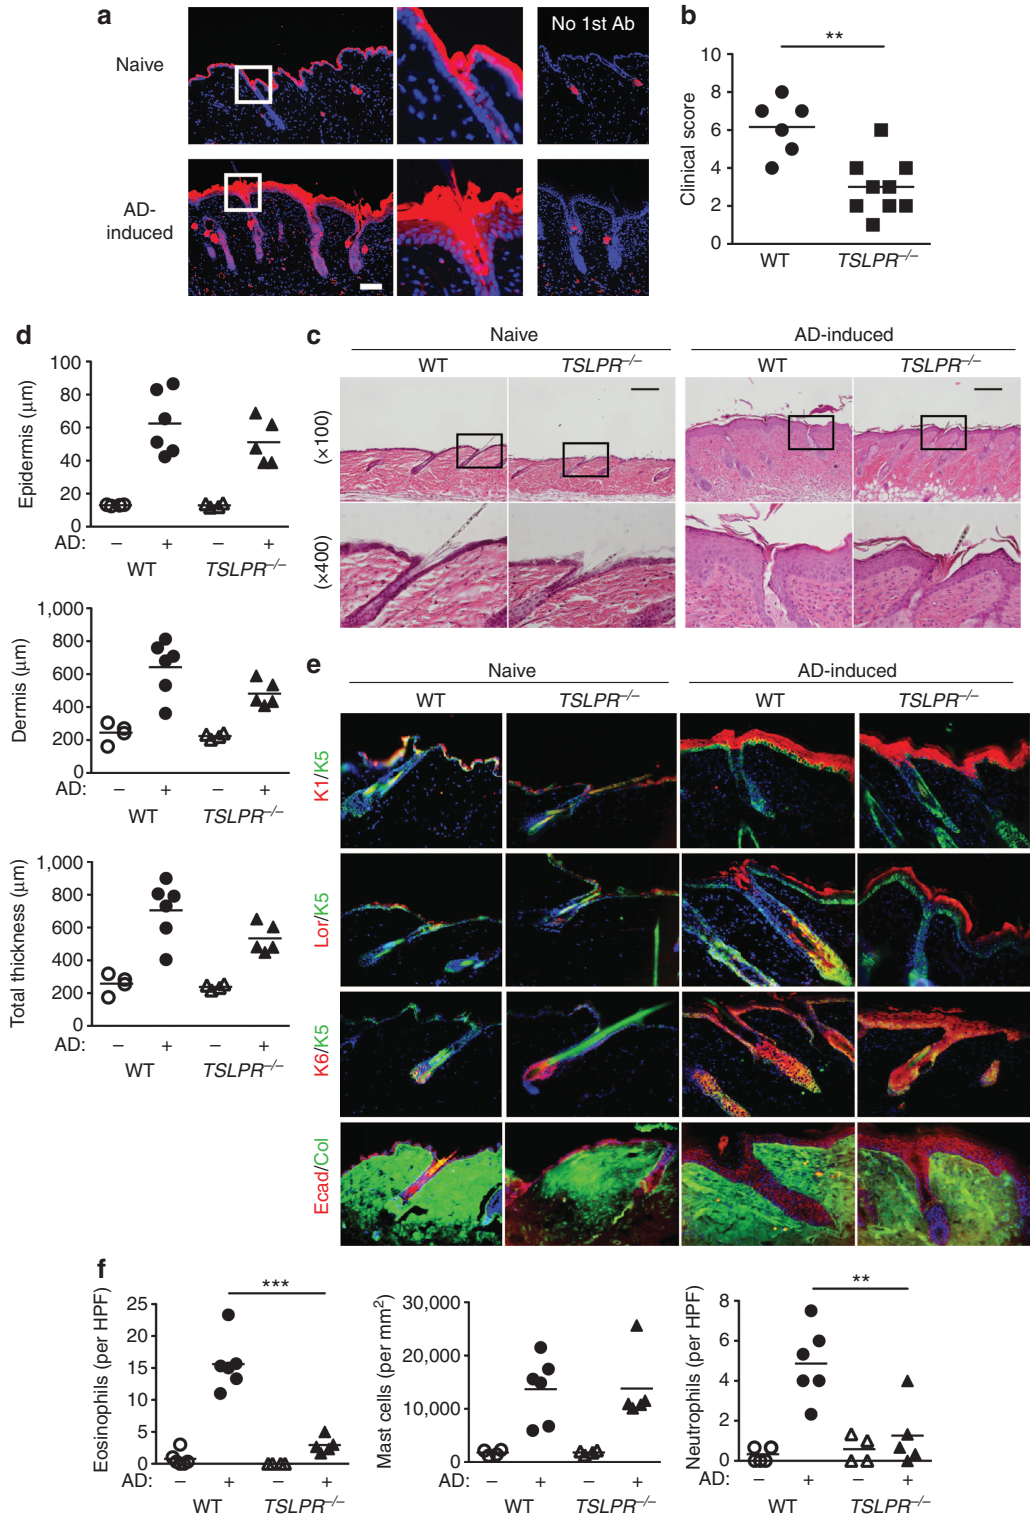 a
No 1st Ab
Naive
AD-
induced
b
**
10
8
6
4
2
0
Clinical score
WT
TSLPR–/–
d
100
80
60
40
20
0
Epidermis (μm)
AD: – + – +
WT TSLPR–/–
1,000
800
600
400
200
0
Dermis (μm)
AD: – + – +
WT TSLPR–/–
1,000
800
600
400
200
0
Total thickness (μm)
AD: – + – +
WT TSLPR–/–
c
Naive AD-induced
WT TSLPR–/– WT TSLPR–/–
(×100)
(×400)
e
Naive AD-induced
WT TSLPR–/– WT TSLPR–/–
K1/K5
Lor/K5
K6/K5
Ecad/Col
f
***
25
20
15
10
5
0
Eosinophils (per HPF)
AD: – + – +
WT TSLPR–/–
30,000
20,000
10,000
0
Mast cells (per mm2)
AD: – + – +
WT TSLPR–/–
**
8
6
4
2
0
Neutrophils (per HPF)
AD: – + – +
WT TSLPR–/–